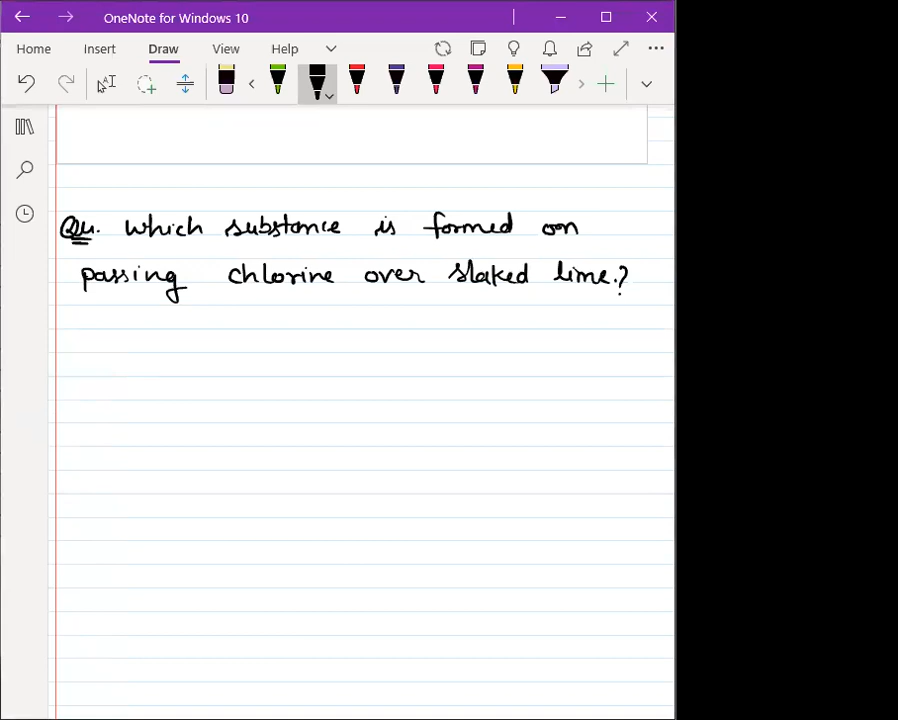 OneNote for Windows 10
Home Insert Draw View Help
Qu. which substance is formed on
passing chlorine over slaked lime.?